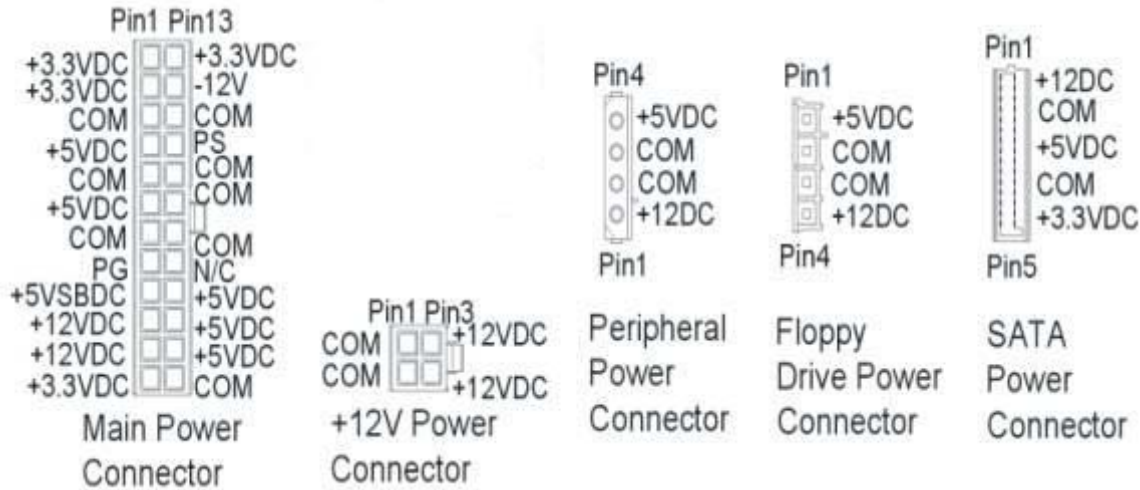 Pin1 Pin13
+3.3VDC +3.3VDC
+3.3VDC -12V
COM COM
+5VDC PS
COM COM
+5VDC COM
COM COM
PG N/C
+5VSBDC +5VDC
+12VDC +5VDC
+12VDC +5VDC
+3.3VDC COM
Main Power
Connector
Pin1 Pin3
COM +12VDC
COM +12VDC
+12V Power
Connector
Pin4
+5VDC
COM
COM
+12DC
Pin1
Peripheral
Power
Connector
Pin1
+5VDC
COM
COM
+12DC
Pin4
Floppy
Drive Power
Connector
Pin1
+12DC
COM
+5VDC
COM
+3.3VDC
Pin5
SATA
Power
Connector